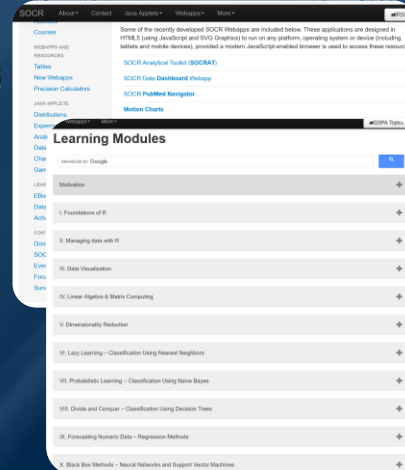 SOCR About Contact Java Applets Webapps More
Courses
WEBAPPS AND
RESOURCES
Tables
New Webapps
Precision Calculators
JAVA APPLETS
Distributions
Some of the recently developed SOCR Webapps are included below. These applications are designed in
HTML5 (using JavaScript and SVG Graphics) to run on any platform, operating system or device (including
tablets and mobile devices), provided a modern JavaScript-enabled browser is used to access these
SOCR Analytical Toolkit (SOCRAT)
SOCR Data Dashboard Webapp
SOCR PubMed Navigator
Motion Charts
Webapps More
DSPA
Learning Modules
ENHANCED BY Google
Motivation
I. Foundations of R
II. Managing data with R
III. Data Visualization
IV. Linear Algebra & Matrix Computing
V. Dimensionality Reduction
VI. Lazy Learning – Classification Using Nearest Neighbors
VII. Probabilistic Learning – Classification Using Naive Bayes
VIII. Divide and Conquer – Classification Using Decision Trees
IX. Forecasting Numeric Data – Regression Methods
X. Black Box Methods – Neural Networks and Support Vector Machines